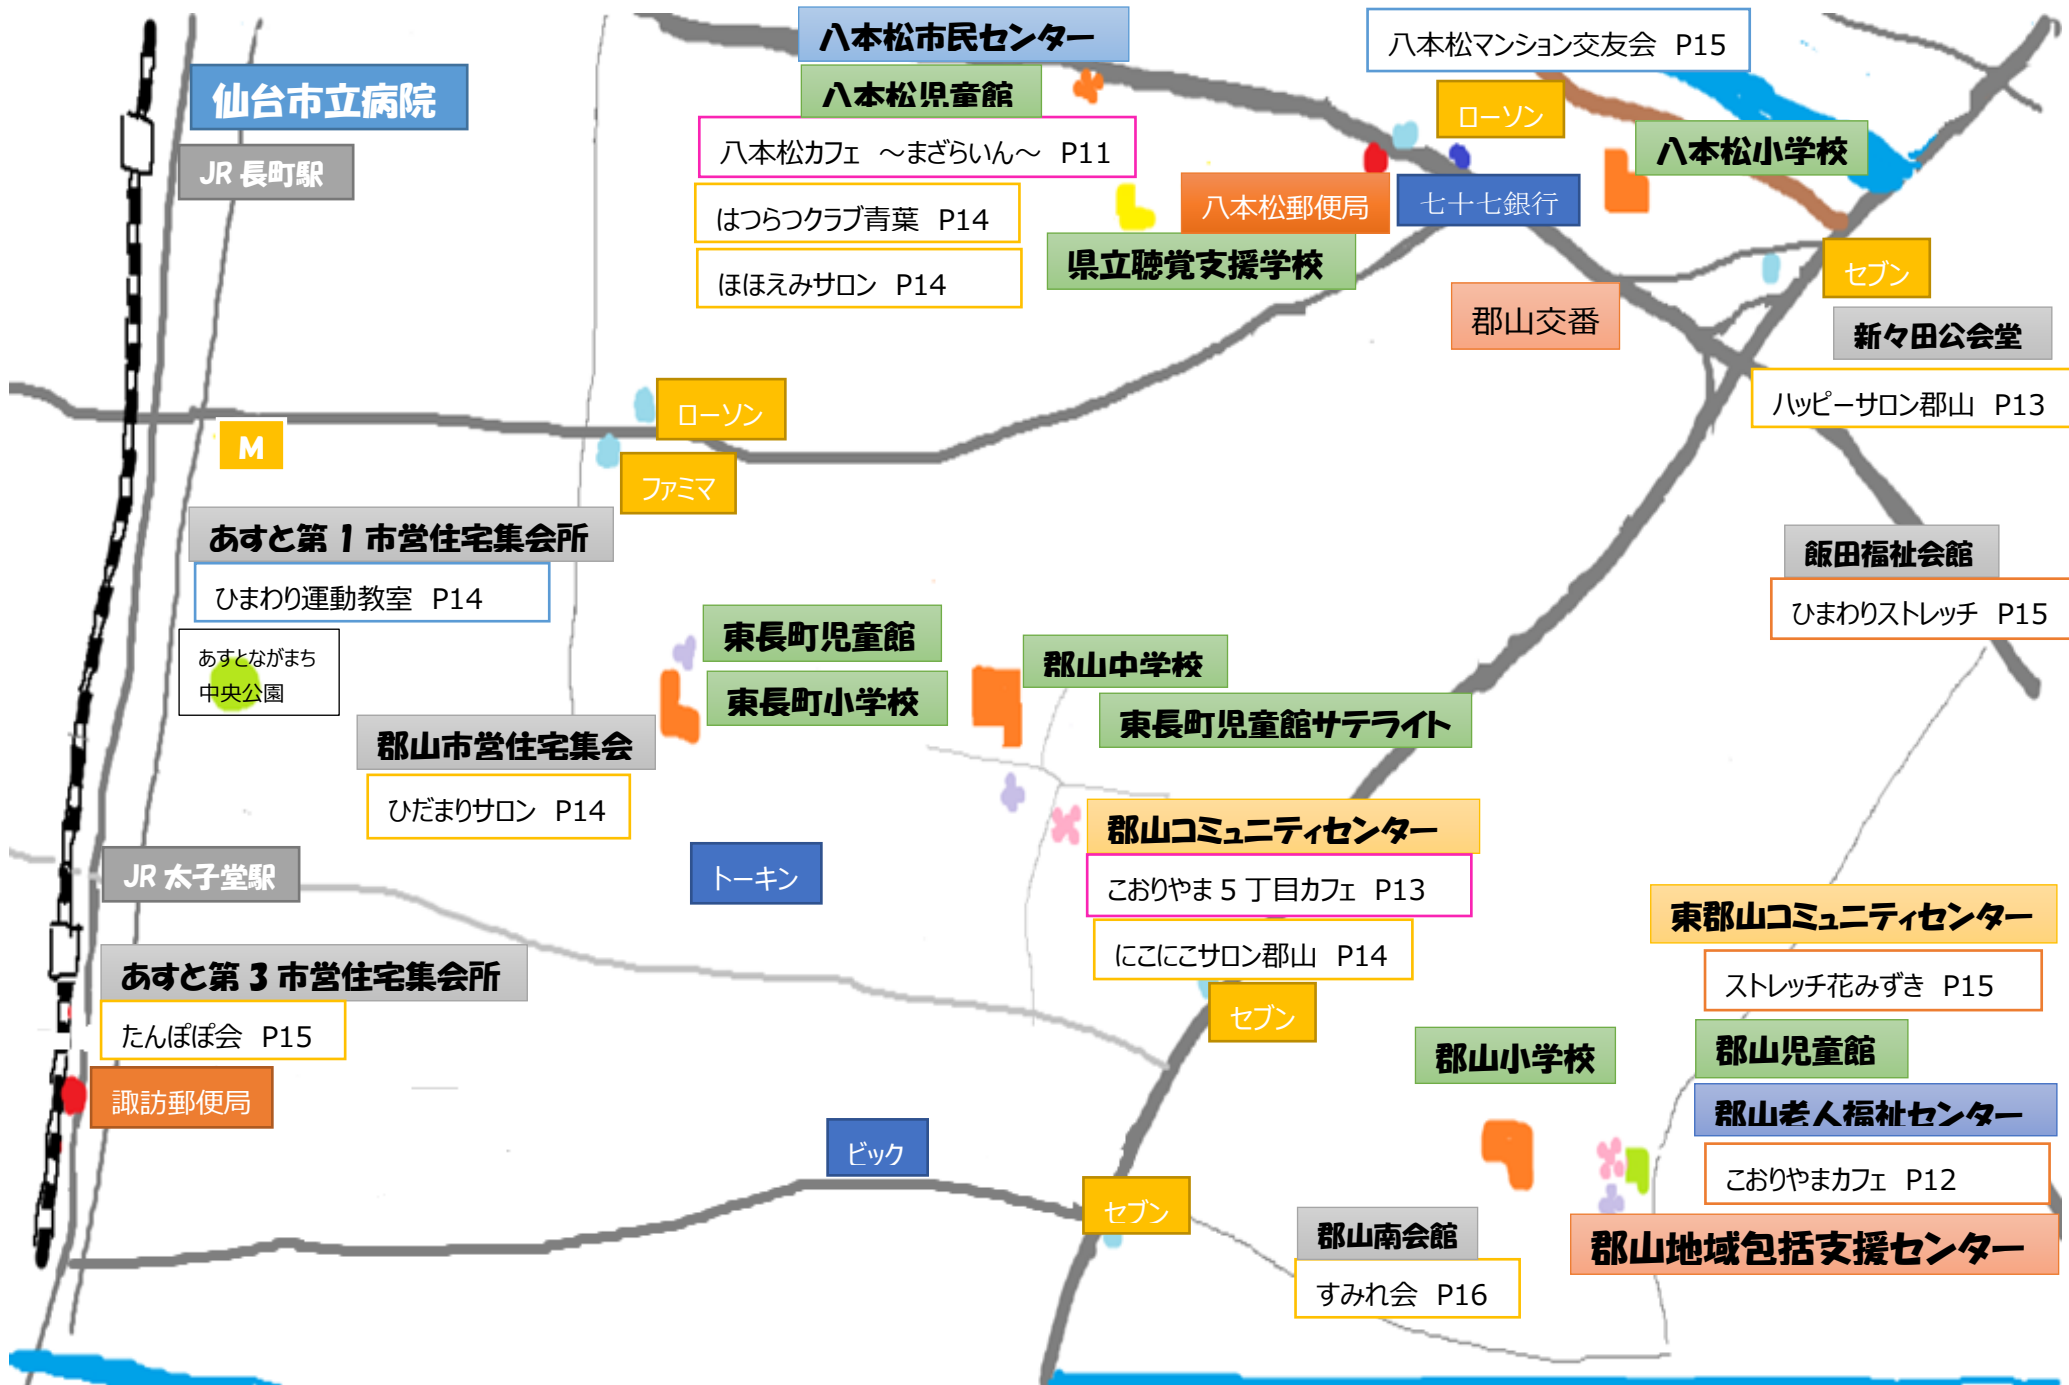 八本松市民センター
八本松マンション交友会 P15
仙台市立病院
八本松児童館
ローソン
八本松カフェ ～まざらいん～ P11
八本松小学校
JR 長町駅
はつらつクラブ青葉 P14
八本松郵便局
七十七銀行
県立聴覚支援学校
セブン
ほほえみサロン P14
郡山交番
新々田公会堂
ハッピーサロン郡山 P13
ローソン
M
ファミマ
あすと第1市営住宅集会所
ひまわり運動教室 P14
飯田福祉会館
ひまわりストレッチ P15
東長町児童館
あすとながまち
中央公園
郡山中学校
東長町小学校
東長町児童館サテライト
郡山市営住宅集会
ひだまりサロン P14
郡山コミュニティセンター
トーキン
JR 太子堂駅
こおりやま5丁目カフェ P13
東郡山コミュニティセンター
にこにこサロン郡山 P14
あすと第3市営住宅集会所
ストレッチ花みずき P15
セブン
たんぽぽ会 P15
郡山小学校
郡山児童館
諏訪郵便局
郡山老人福祉センター
ビック
こおりやまカフェ P12
セブン
郡山南会館
郡山地域包括支援センター
すみれ会 P16